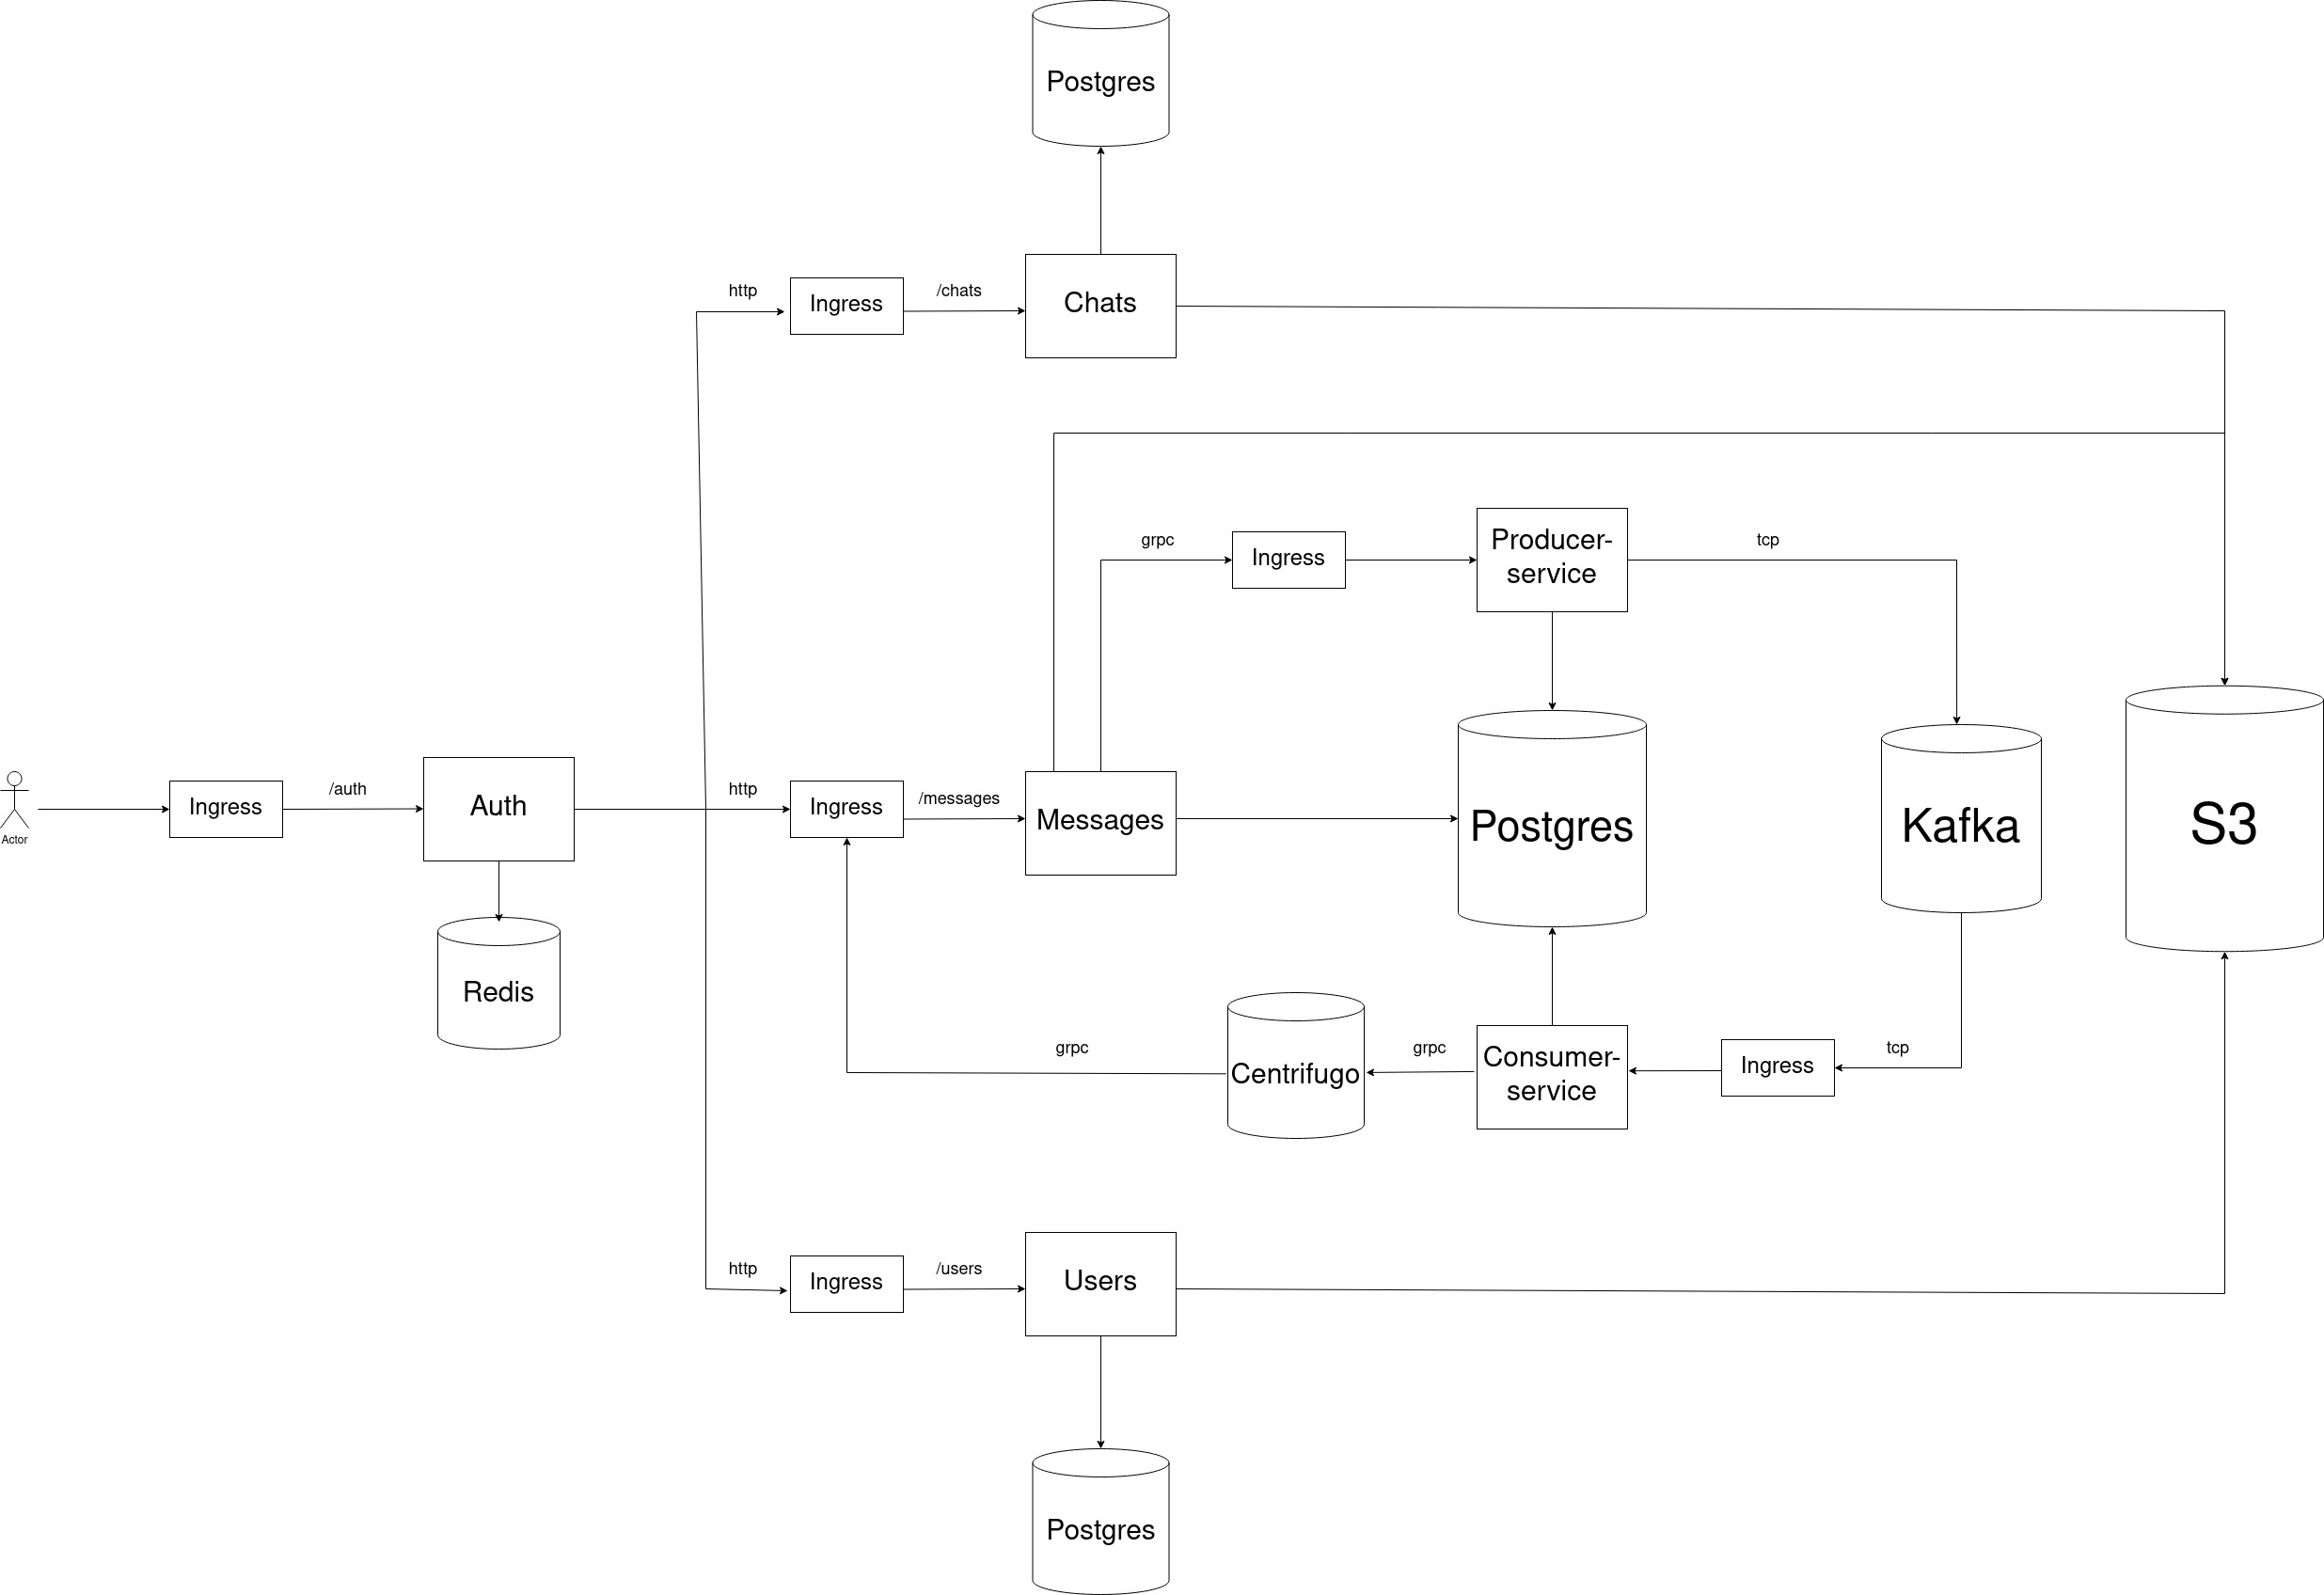 Postgres
http
Ingress
/chats
Chats
grpc
Ingress
Producer-
service
tcp
Actor
Ingress
/auth
Auth
http
Ingress
/messages
Messages
Postgres
Kafka
S3
Redis
grpc
Centrifugo
grpc
Consumer-
service
Ingress
tcp
http
Ingress
/users
Users
Postgres